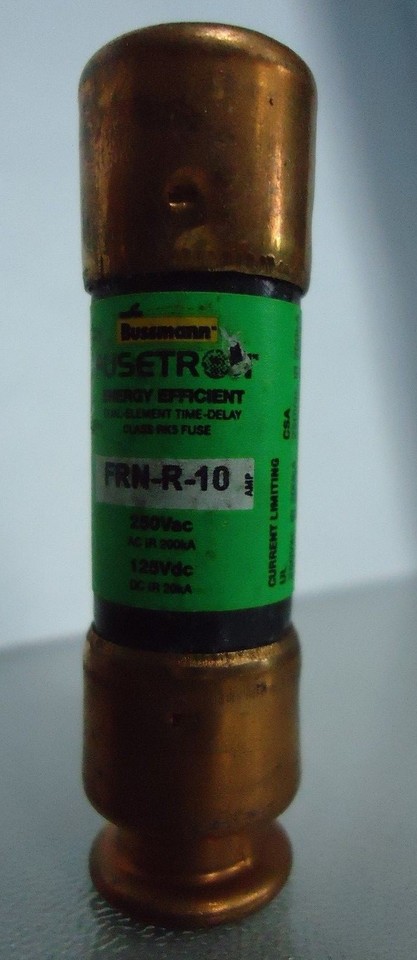 Bussmann
FUSETRON
ENERGY EFFICIENT
DUAL-ELEMENT TIME-DELAY
CLASS RK5 FUSE
FRN-R-10
AMP
250Vac
AC IR 200kA
125Vdc
DC IR 20kA
CURRENT LIMITING
UL
CSA